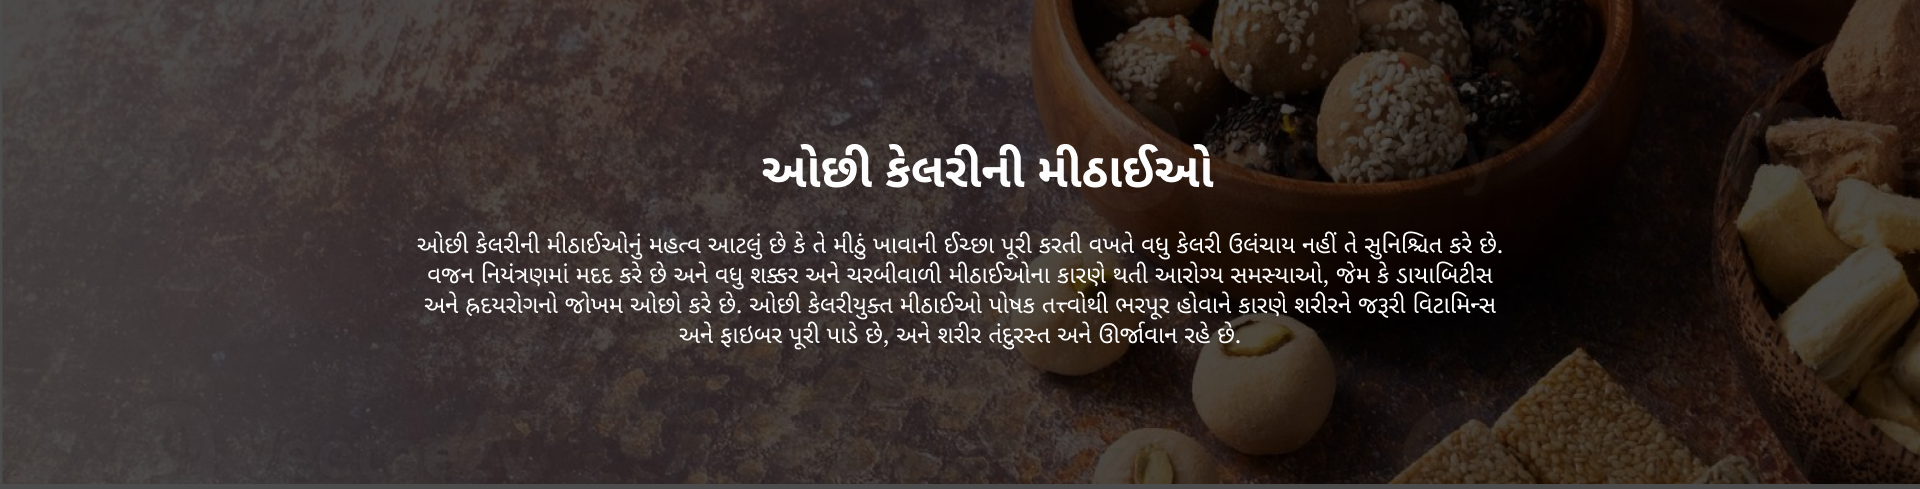 ઓછી કેલરીની મીઠાઈઓ
ઓછી કેલરીની મીઠાઈઓનું મહત્વ આટલું છે કે તે મીઠું ખાવાની ઈચ્છા પૂરી કરતી વખતે વધુ કેલરી ઉલંચાય નહીં તે સુનિશ્ચિત કરે છે.
વજન નિયંત્રણમાં મદદ કરે છે અને વધુ શક્કર અને ચરબીવાળી મીઠાઈઓના કારણે થતી આરોગ્ય સમસ્યાઓ, જેમ કે ડાયાબિટીસ
અને હ્રદયરોગનો જોખમ ઓછો કરે છે. ઓછી કેલરીયુક્ત મીઠાઈઓ પોષક તત્ત્વોથી ભરપૂર હોવાને કારણે શરીરને જરૂરી વિટામિન્સ
અને ફાઇબર પૂરી પાડે છે, અને શરીર તંદુરસ્ત અને ઊર્જાવાન રહે છે.